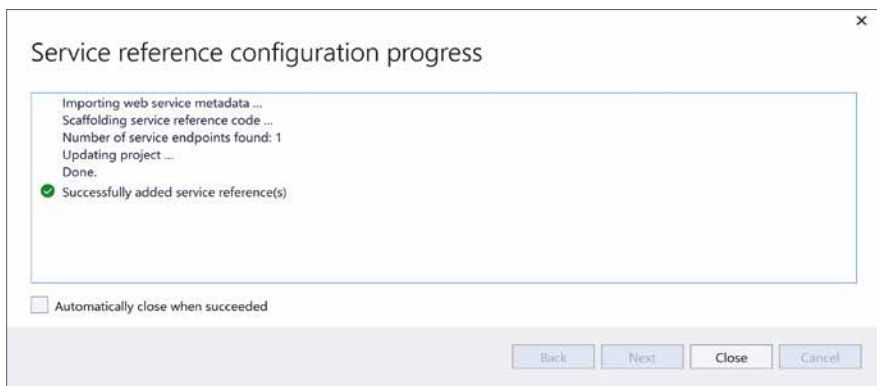 Service reference configuration progress
Importing web service metadata ...
Scaffolding service reference code ...
Number of service endpoints found: 1
Updating project ...
Done.
Successfully added service reference(s)
Automatically close when succeeded
Back
Next
Close
Cancel